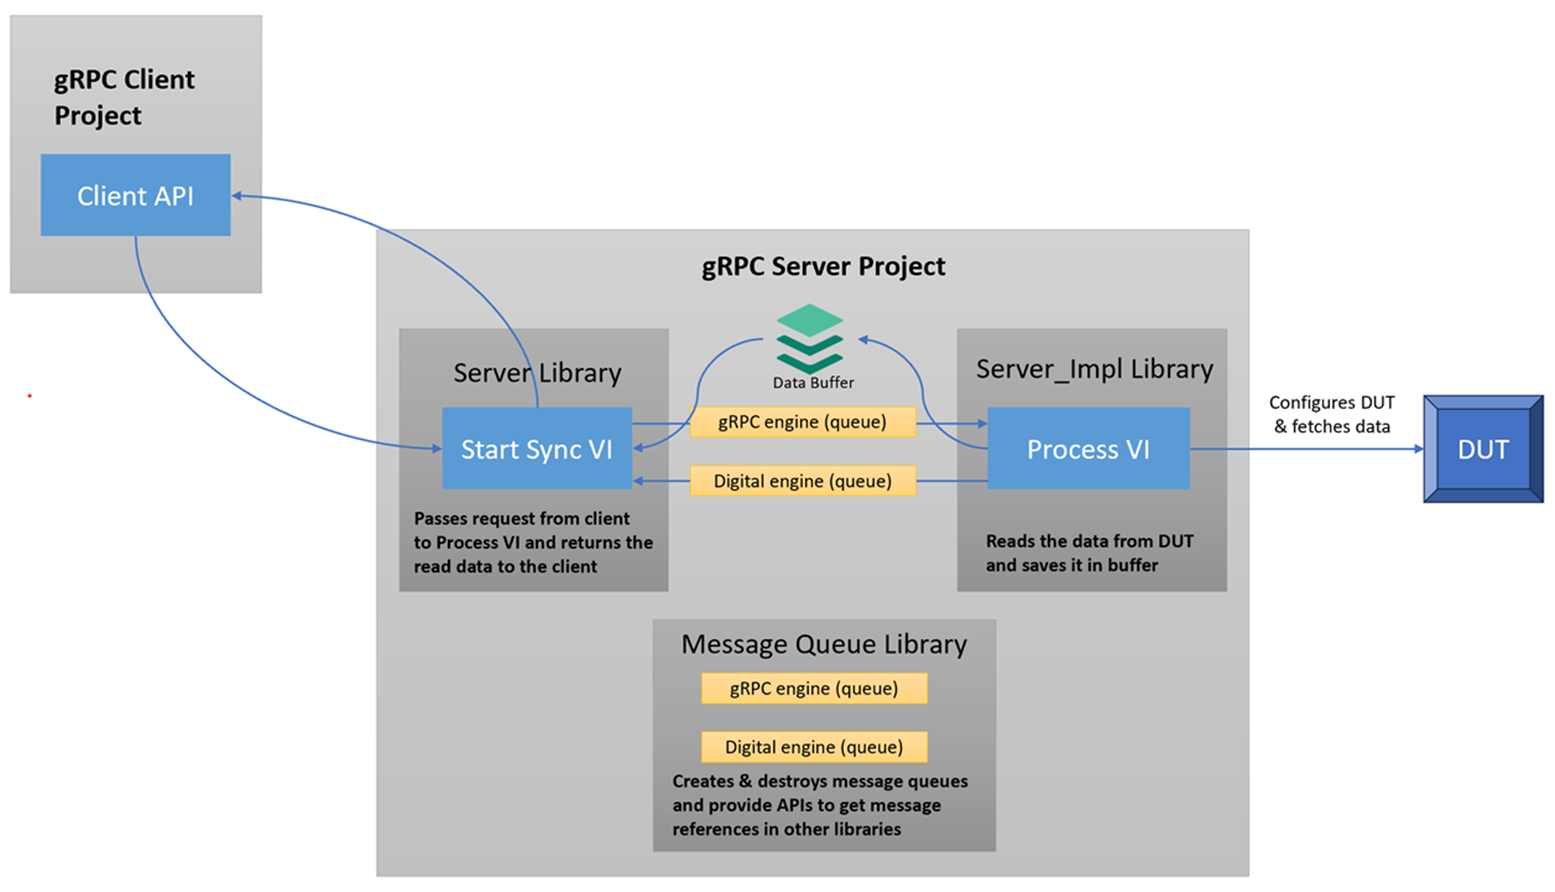 gRPC Client
Project
Client API
gRPC Server Project
Server Library
Start Sync VI
Passes request from client
to Process VI and returns the
read data to the client
Data Buffer
gRPC engine (queue)
Digital engine (queue)
Server_Impl Library
Process VI
Reads the data from DUT
and saves it in buffer
Configures DUT
& fetches data
DUT
Message Queue Library
gRPC engine (queue)
Digital engine (queue)
Creates & destroys message queues
and provide APIs to get message
references in other libraries